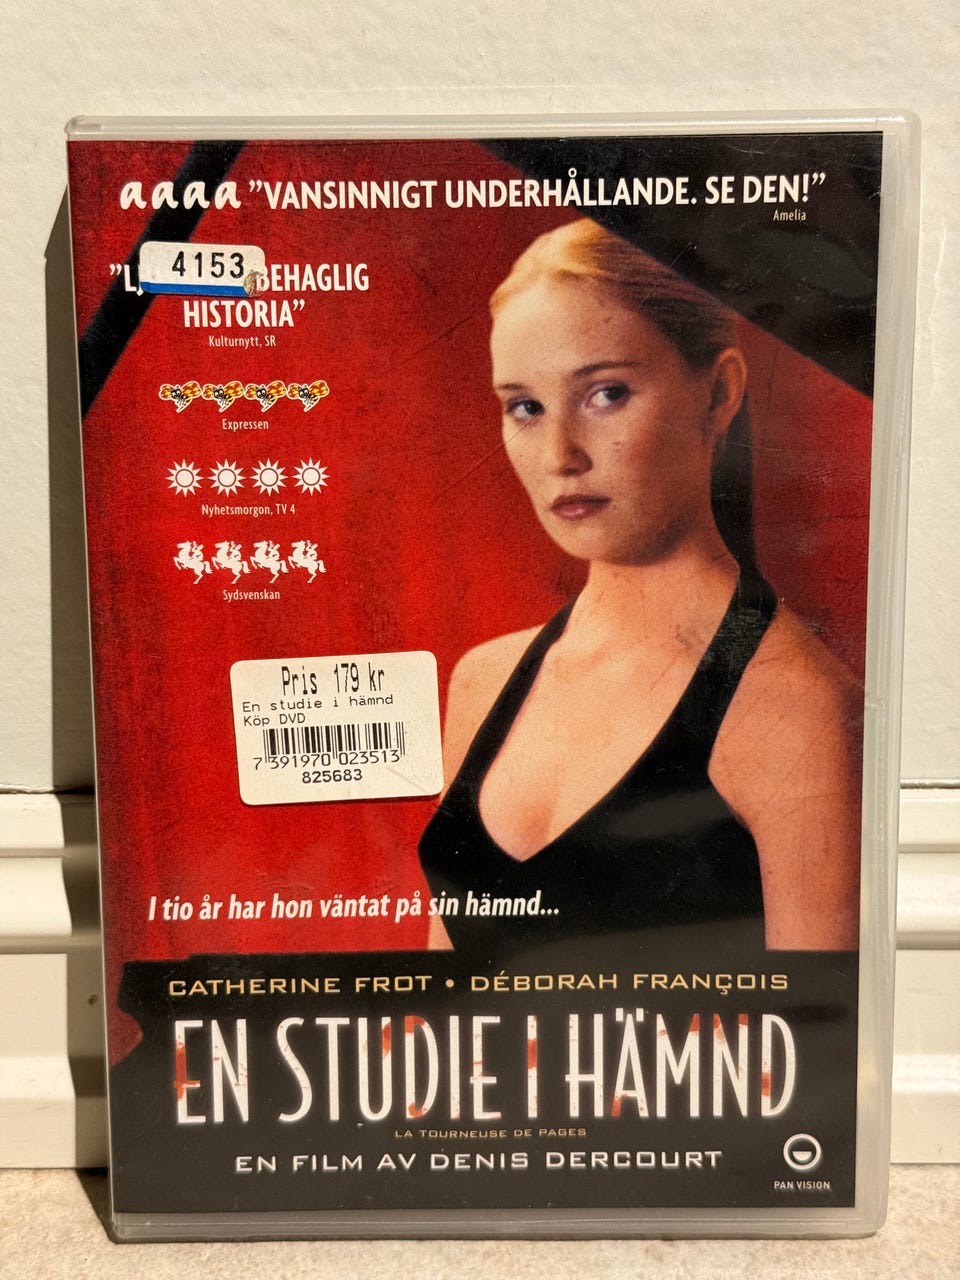 aaaa ”VANSINNIGT UNDERHÅLLANDE. SE DEN!”
Amelia
4153
BEHAGLIG
HISTORIA”
Kulturnytt, SR
Expressen
Nyhetsmorgon, TV 4
Sydsvenskan
Pris 179 kr
En studie i hämnd
Köp DVD
7 391970 023513
825683
I tio år har hon väntat på sin hämnd...
CATHERINE FROT • DÉBORAH FRANÇOIS
EN STUDIE I HÄMND
LA TOURNEUSE DE PAGES
EN FILM AV DENIS DERCOURT
PAN VISION